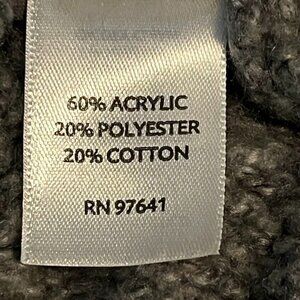 60% ACRYLIC
20% POLYESTER
20% COTTON
RN 97641